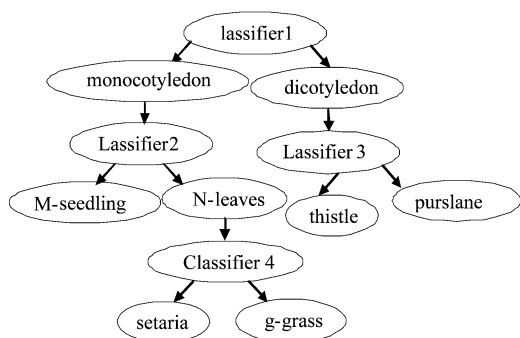 lassifier1
monocotyledon
dicotyledon
Lassifier2
Lassifier 3
M-seedling
N-leaves
thistle
purslane
Classifier 4
setaria
g-grass